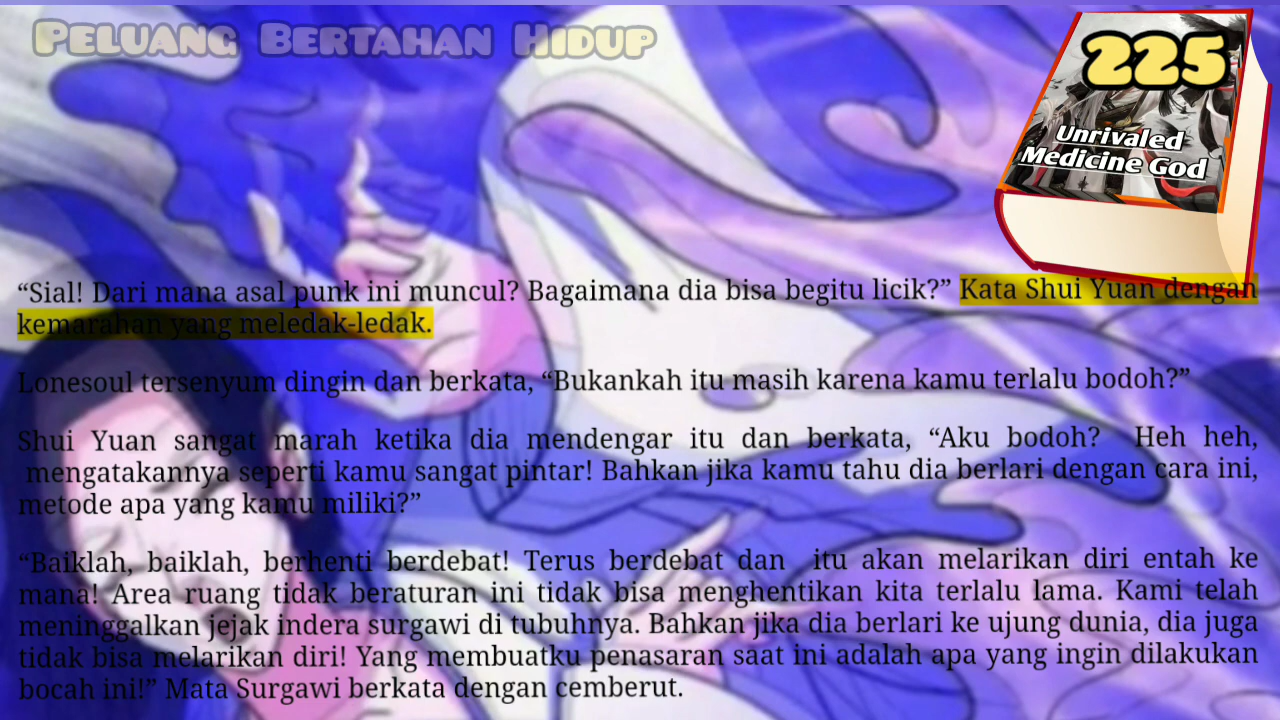 Peluang Bertahan Hidup
225
Unrivaled
Medicine God
“Sial! Dari mana asal punk ini muncul? Bagaimana dia bisa begitu licik?” Kata Shui Yuan dengan
kemarahan yang meledak-ledak.
Lonesoul tersenyum dingin dan berkata, “Bukankah itu masih karena kamu terlalu bodoh?”
Shui Yuan sangat marah ketika dia mendengar itu dan berkata, “Aku bodoh? Heh heh,
mengatakannya seperti kamu sangat pintar! Bahkan jika kamu tahu dia berlari dengan cara ini,
metode apa yang kamu miliki?”
“Baiklah, baiklah, berhenti berdebat! Terus berdebat dan itu akan melarikan diri entah ke
mana! Area ruang tidak beraturan ini tidak bisa menghentikan kita terlalu lama. Kami telah
meninggalkan jejak indera surgawi di tubuhnya. Bahkan jika dia berlari ke ujung dunia, dia juga
tidak bisa melarikan diri! Yang membuatku penasaran saat ini adalah apa yang ingin dilakukan
bocah ini!” Mata Surgawi berkata dengan cemberut.